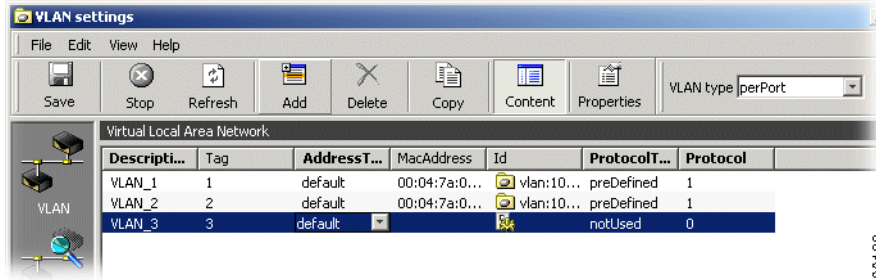 VLAN settings
File Edit View Help
Save Stop Refresh Add Delete Copy Content Properties VLAN type perPort
Virtual Local Area Network
Descripti... Tag AddressT... MacAddress Id ProtocolT... Protocol
VLAN_1 1 default 00:04:7a:0... vlan:10... preDefined 1
VLAN_2 2 default 00:04:7a:0... vlan:10... preDefined 1
VLAN_3 3 default notUsed 0
VLAN